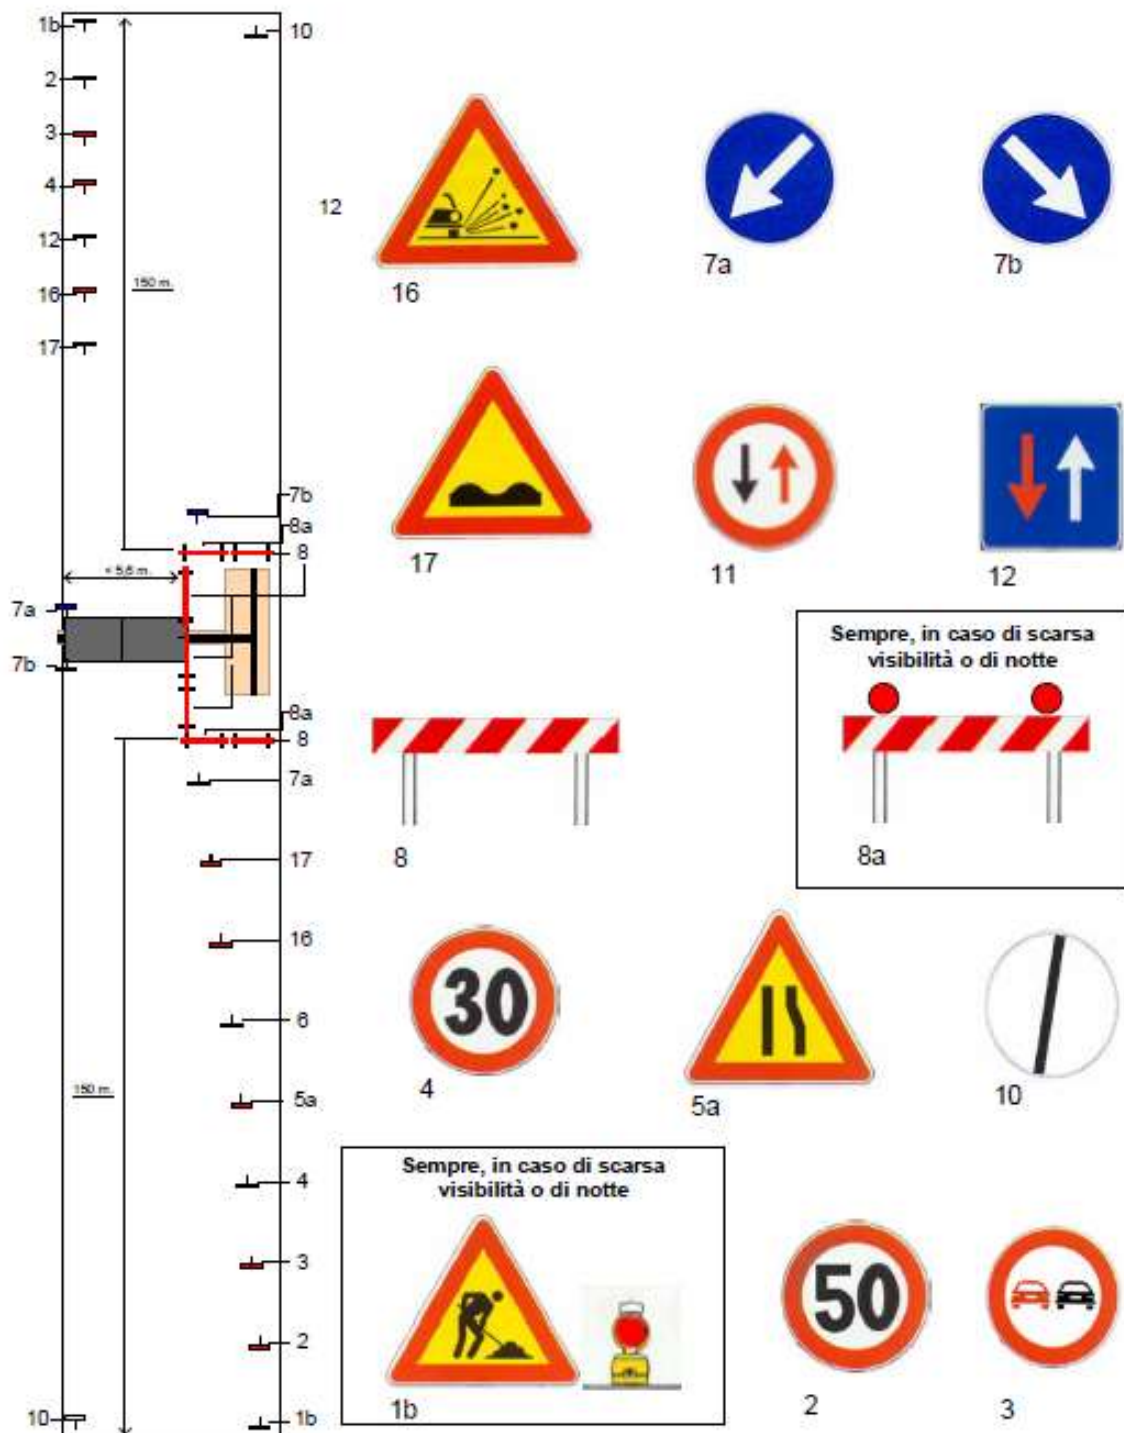 1b
10
2
3
4
12
16
17
150 m.
12
16
7a
7b
17
11
12
7b
8a
8
< 5,6 m.
7a
7b
8a
8
7a
17
16
6
5a
4
3
2
1b
150 m.
10
Sempre, in caso di scarsa
visibilità o di notte
8
8a
30
4
5a
10
Sempre, in caso di scarsa
visibilità o di notte
1b
50
2
3